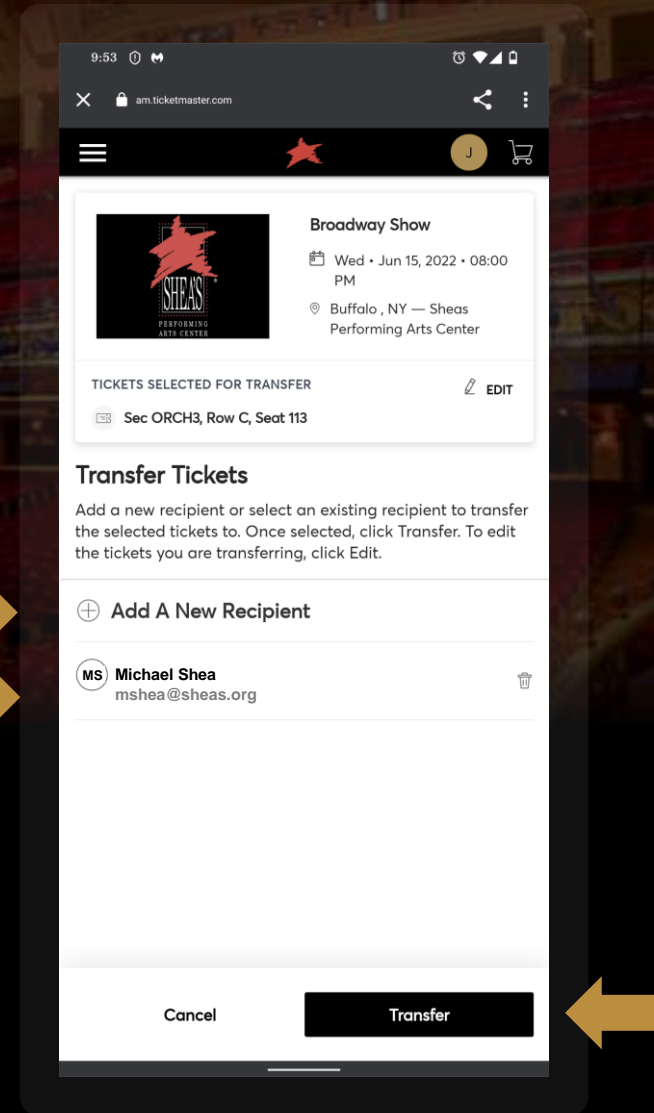 9:53
am.ticketmaster.com
J
SHEA'S
PERFORMING
ARTS CENTER
Broadway Show
Wed • Jun 15, 2022 • 08:00
PM
Buffalo , NY — Sheas
Performing Arts Center
TICKETS SELECTED FOR TRANSFER
EDIT
Sec ORCH3, Row C, Seat 113
Transfer Tickets
Add a new recipient or select an existing recipient to transfer
the selected tickets to. Once selected, click Transfer. To edit
the tickets you are transferring, click Edit.
Add A New Recipient
MS Michael Shea
mshea@sheas.org
Cancel
Transfer